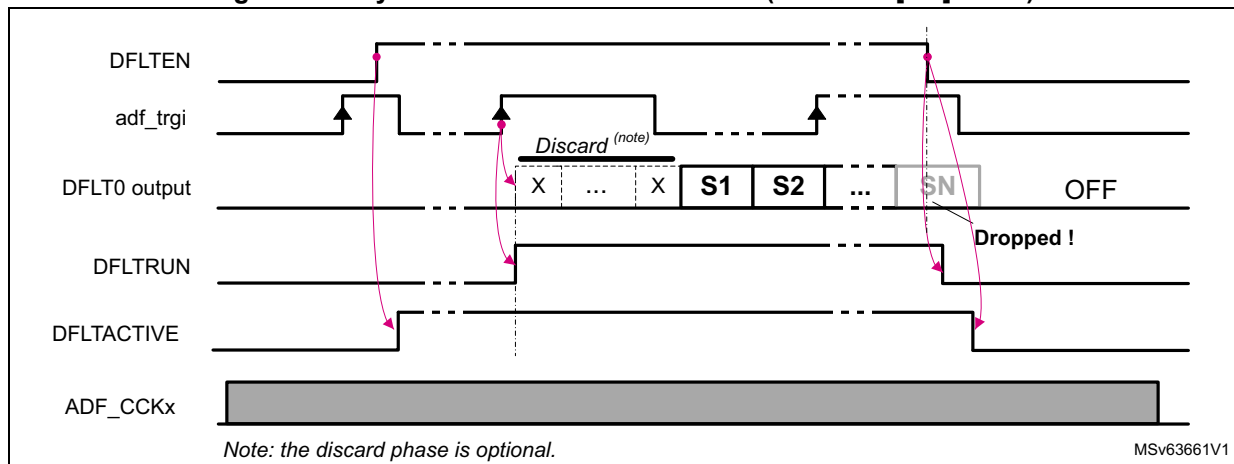 DFLTEN
adf_trgi
Discard (note)
DFLT0 output
X ... X S1 S2 ... SN OFF
Dropped !
DFLTRUN
DFLTACTIVE
ADF_CCKx
Note: the discard phase is optional.
MSv63661V1